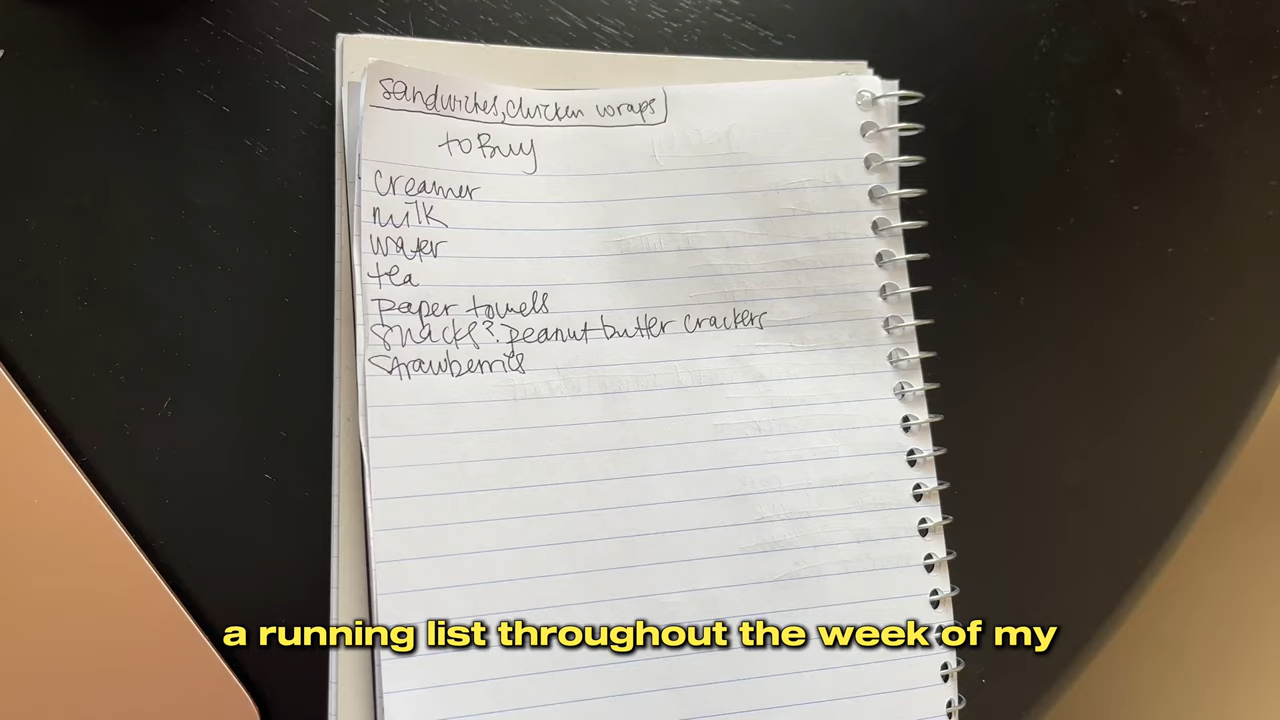 sandwiches, chicken wraps
to Buy
creamer
milk
water
tea
paper towels
snacks? peanut butter crackers
strawberries
a running list throughout the week of my